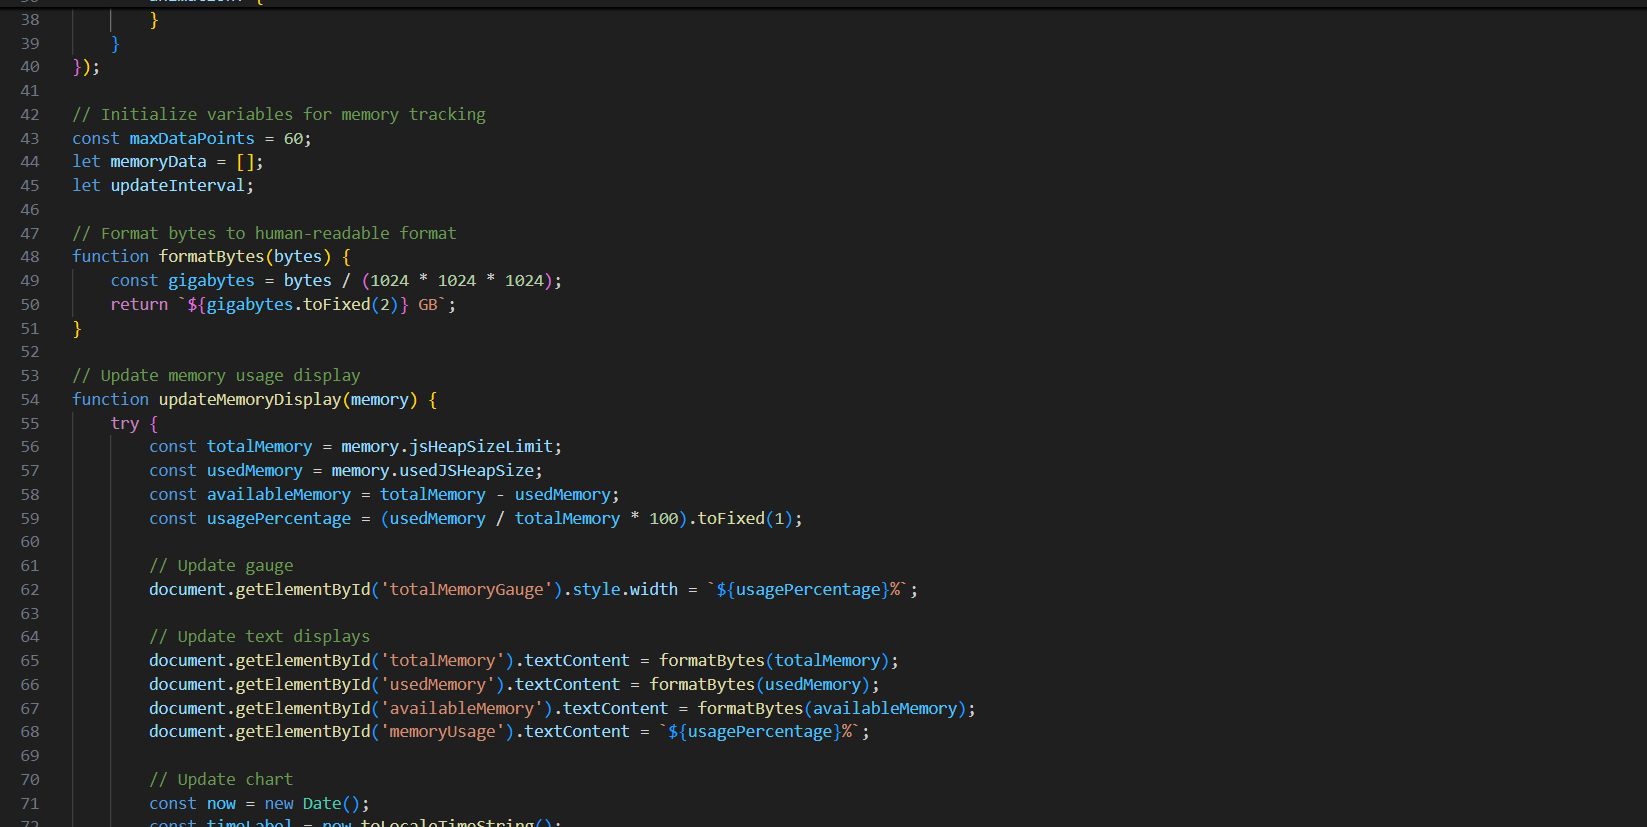 38 }
39 }
40 });
41
42 // Initialize variables for memory tracking
43 const maxDataPoints = 60;
44 let memoryData = [];
45 let updateInterval;
46
47 // Format bytes to human-readable format
48 function formatBytes(bytes) {
49 const gigabytes = bytes / (1024 * 1024 * 1024);
50 return `${gigabytes.toFixed(2)} GB`;
51 }
52
53 // Update memory usage display
54 function updateMemoryDisplay(memory) {
55 try {
56 const totalMemory = memory.jsHeapSizeLimit;
57 const usedMemory = memory.usedJSHeapSize;
58 const availableMemory = totalMemory - usedMemory;
59 const usagePercentage = (usedMemory / totalMemory * 100).toFixed(1);
60
61 // Update gauge
62 document.getElementById('totalMemoryGauge').style.width = `${usagePercentage}%`;
63
64 // Update text displays
65 document.getElementById('totalMemory').textContent = formatBytes(totalMemory);
66 document.getElementById('usedMemory').textContent = formatBytes(usedMemory);
67 document.getElementById('availableMemory').textContent = formatBytes(availableMemory);
68 document.getElementById('memoryUsage').textContent = `${usagePercentage}%`;
69
70 // Update chart
71 const now = new Date();
72 const timeLabel = now.toLocaleTimeString();